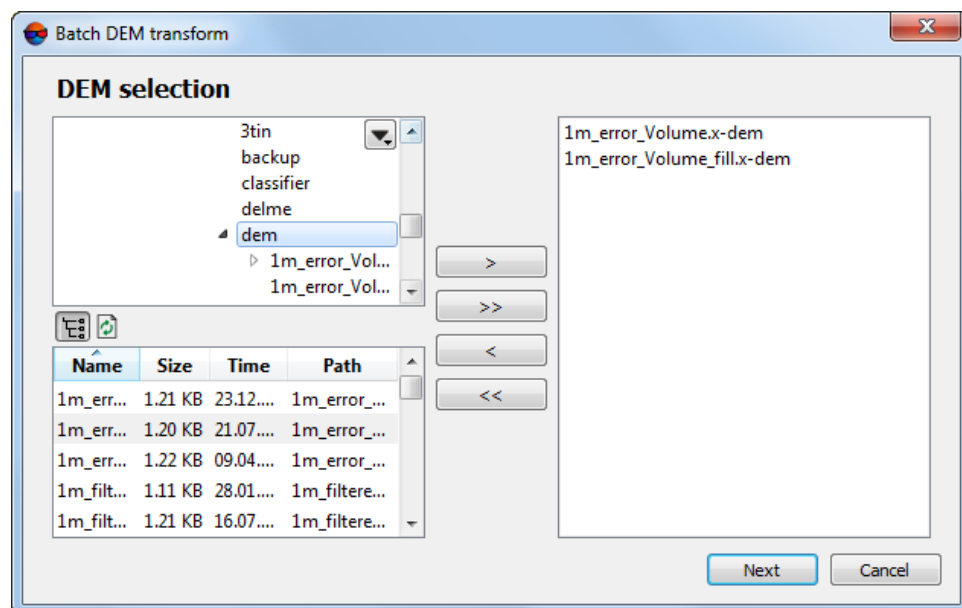 Batch DEM transform
DEM selection
3tin
backup
classifier
delme
dem
1m_error_Vol...
1m_error_Vol...
Name Size Time Path
1m_err... 1.21 KB 23.12.... 1m_error_...
1m_err... 1.20 KB 21.07.... 1m_error_...
1m_err... 1.22 KB 09.04.... 1m_error_...
1m_filt... 1.11 KB 28.01.... 1m_filtere...
1m_filt... 1.21 KB 16.07.... 1m_filtere...
>
>>
<
<<
1m_error_Volume.x-dem
1m_error_Volume_fill.x-dem
Next Cancel